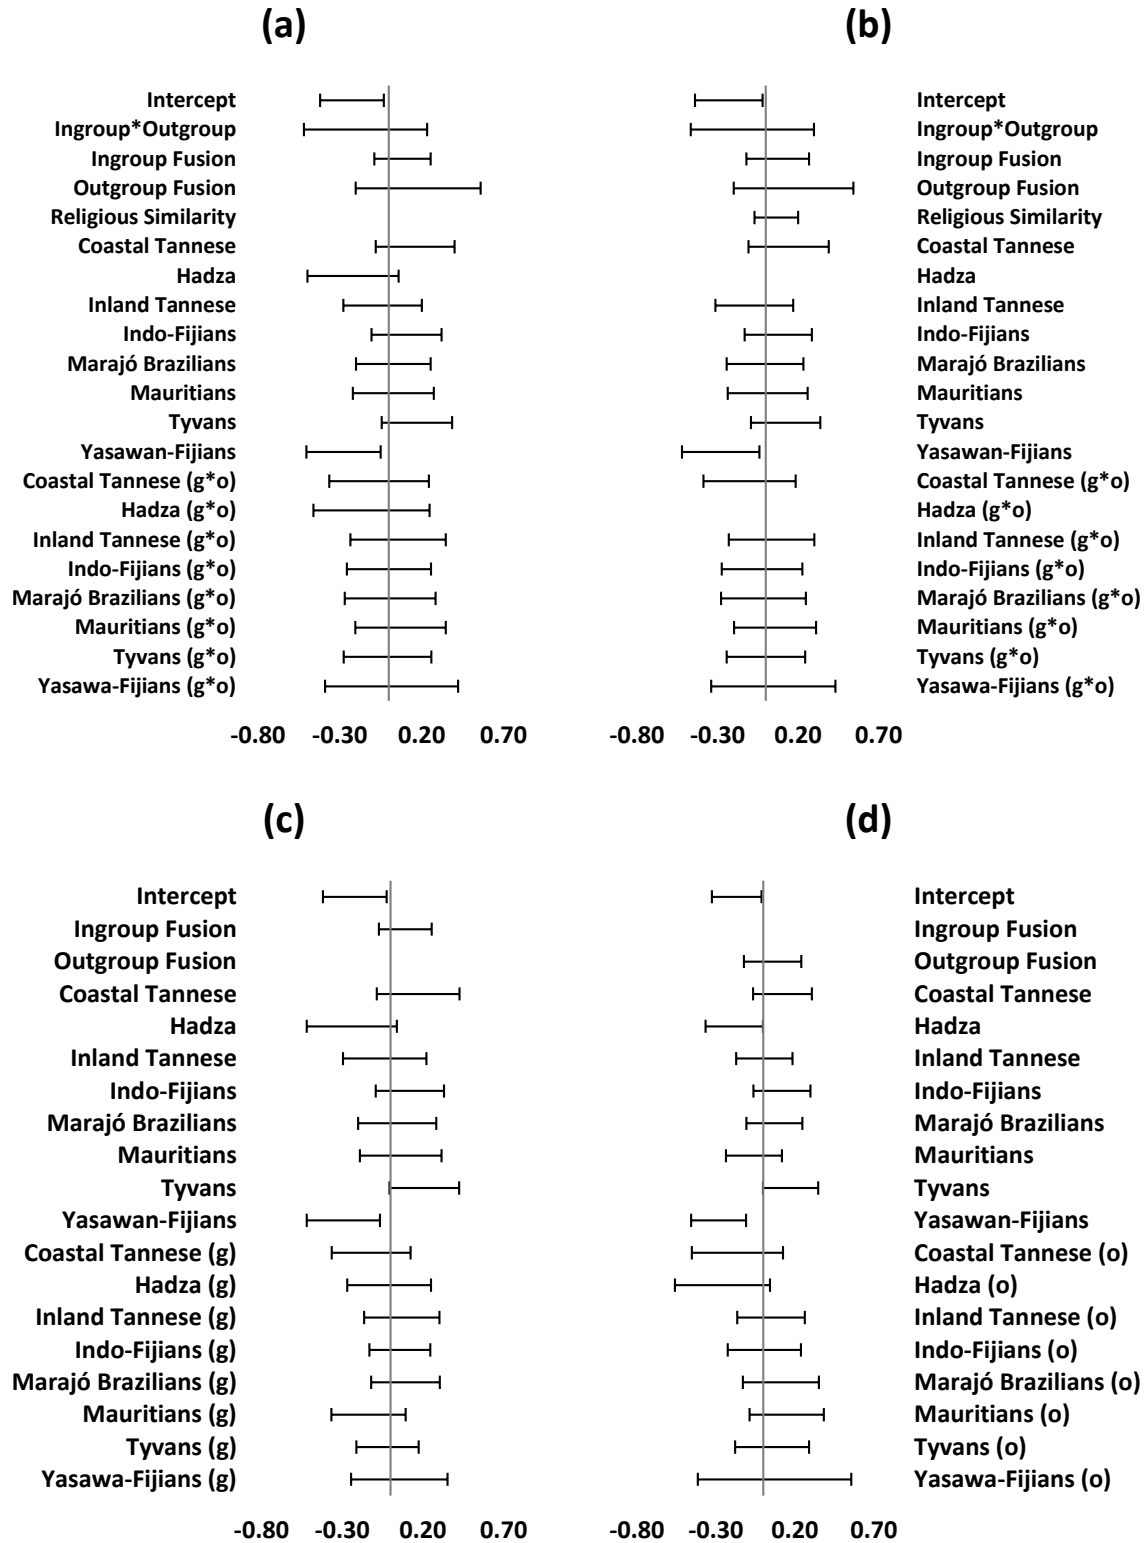 (a)
Intercept
Ingroup*Outgroup
Ingroup Fusion
Outgroup Fusion
Religious Similarity
Coastal Tannese
Hadza
Inland Tannese
Indo-Fijians
Marajó Brazilians
Mauritians
Tyvans
Yasawan-Fijians
Coastal Tannese (g*o)
Hadza (g*o)
Inland Tannese (g*o)
Indo-Fijians (g*o)
Marajó Brazilians (g*o)
Mauritians (g*o)
Tyvans (g*o)
Yasawa-Fijians (g*o)
-0.80 -0.30 0.20 0.70
(b)
Intercept
Ingroup*Outgroup
Ingroup Fusion
Outgroup Fusion
Religious Similarity
Coastal Tannese
Hadza
Inland Tannese
Indo-Fijians
Marajó Brazilians
Mauritians
Tyvans
Yasawan-Fijians
Coastal Tannese (g*o)
Hadza (g*o)
Inland Tannese (g*o)
Indo-Fijians (g*o)
Marajó Brazilians (g*o)
Mauritians (g*o)
Tyvans (g*o)
Yasawa-Fijians (g*o)
-0.80 -0.30 0.20 0.70
(c)
Intercept
Ingroup Fusion
Outgroup Fusion
Coastal Tannese
Hadza
Inland Tannese
Indo-Fijians
Marajó Brazilians
Mauritians
Tyvans
Yasawan-Fijians
Coastal Tannese (g)
Hadza (g)
Inland Tannese (g)
Indo-Fijians (g)
Marajó Brazilians (g)
Mauritians (g)
Tyvans (g)
Yasawa-Fijians (g)
-0.80 -0.30 0.20 0.70
(d)
Intercept
Ingroup Fusion
Outgroup Fusion
Coastal Tannese
Hadza
Inland Tannese
Indo-Fijians
Marajó Brazilians
Mauritians
Tyvans
Yasawan-Fijians
Coastal Tannese (o)
Hadza (o)
Inland Tannese (o)
Indo-Fijians (o)
Marajó Brazilians (o)
Mauritians (o)
Tyvans (o)
Yasawa-Fijians (o)
-0.80 -0.30 0.20 0.70